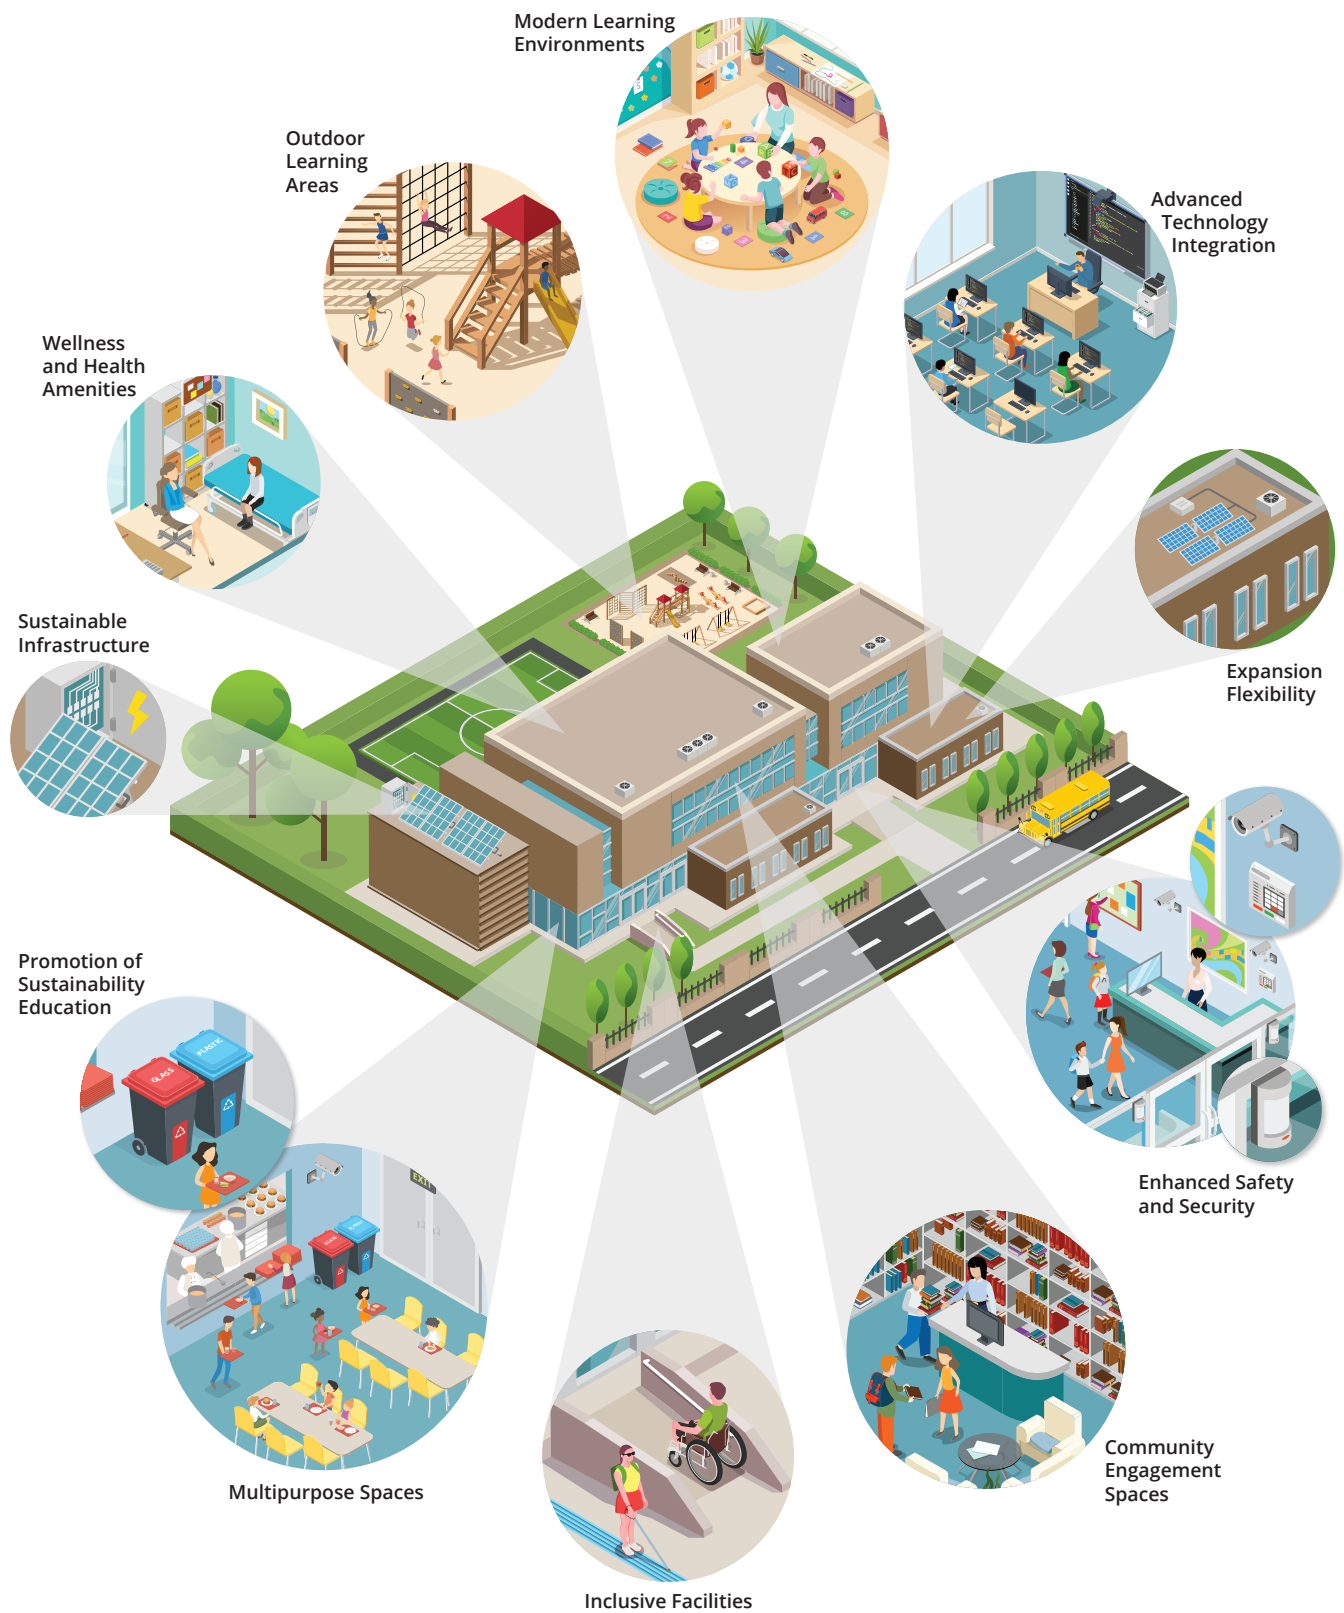 Modern Learning
Environments
Outdoor
Learning
Areas
Advanced
Technology
Integration
Wellness
and Health
Amenities
Sustainable
Infrastructure
Expansion
Flexibility
Promotion of
Sustainability
Education
PLASTIC
GLASS
EXIT
Enhanced Safety
and Security
Multipurpose Spaces
Community
Engagement
Spaces
Inclusive Facilities